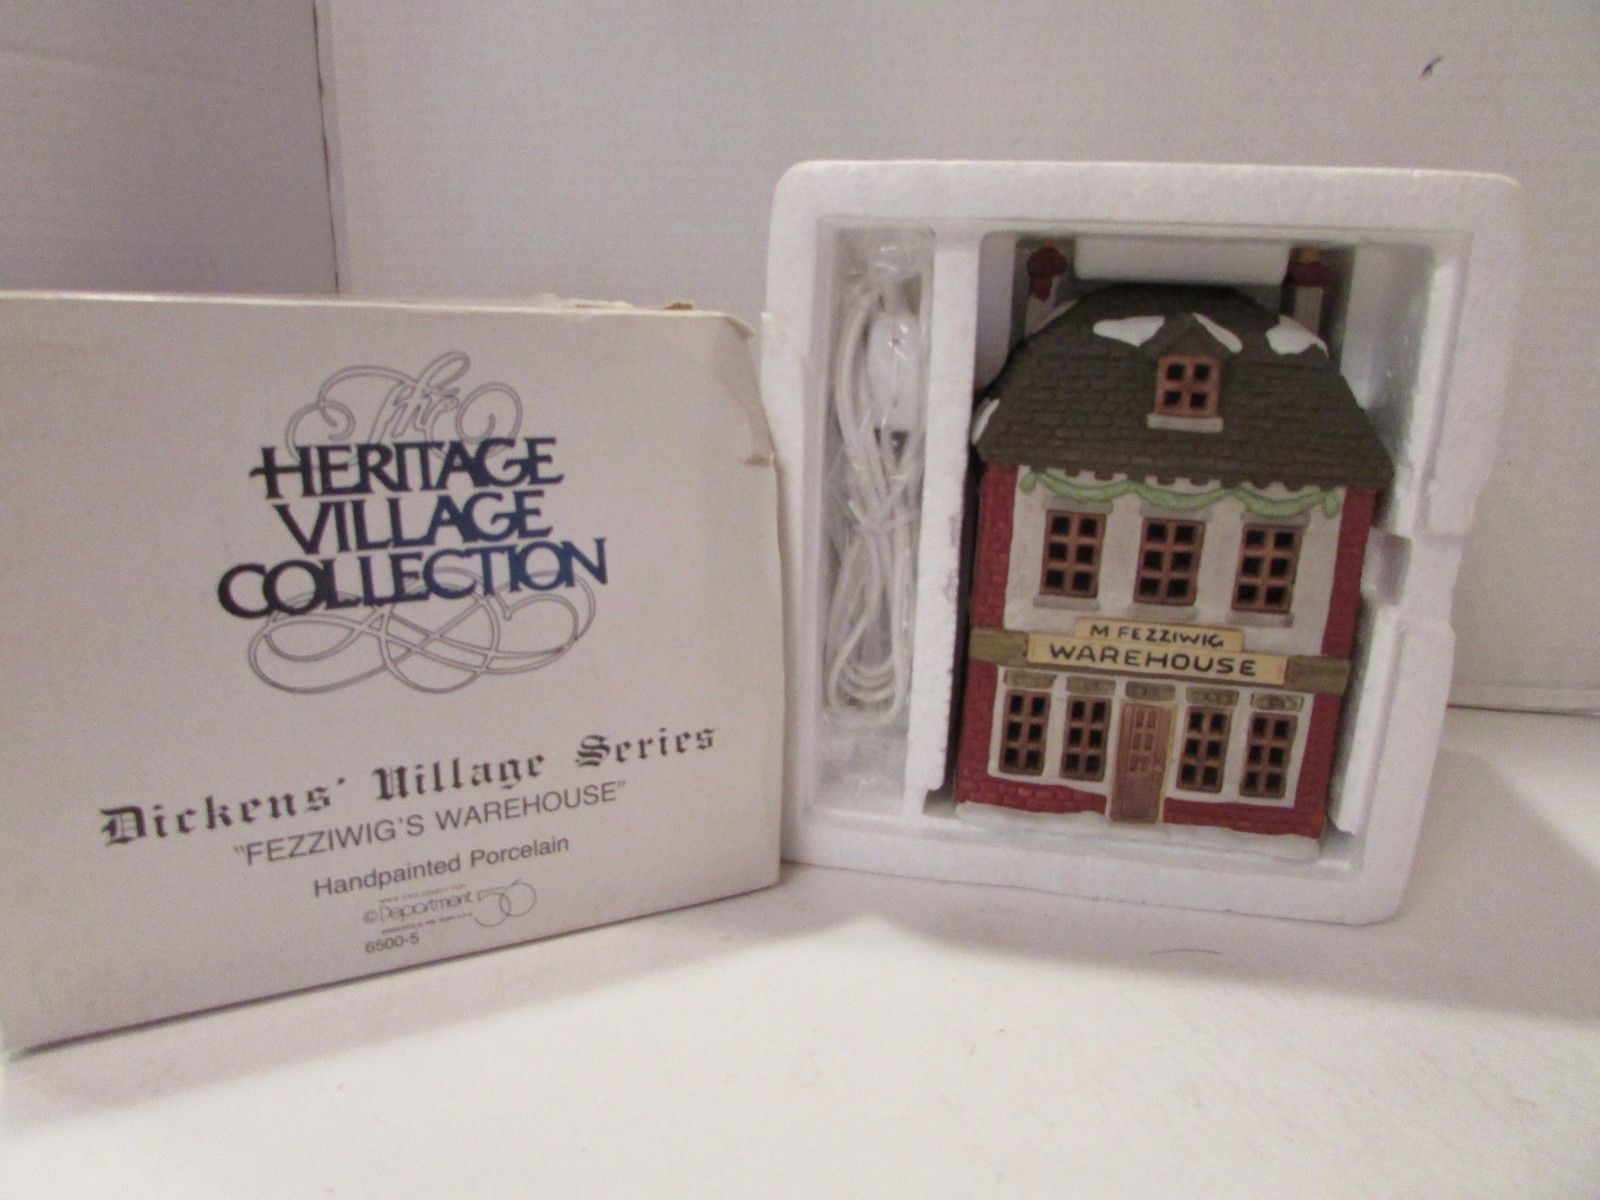 The
HERITAGE
VILLAGE
COLLECTION
Dickens' Village Series
"FEZZIWIG'S WAREHOUSE"
Handpainted Porcelain
© Department 56
6500-5
M FEZZIWIG
WAREHOUSE